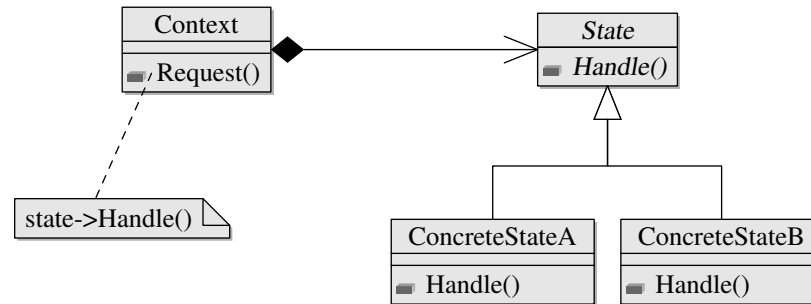 Context
Request()
State
Handle()
state->Handle()
ConcreteStateA
Handle()
ConcreteStateB
Handle()